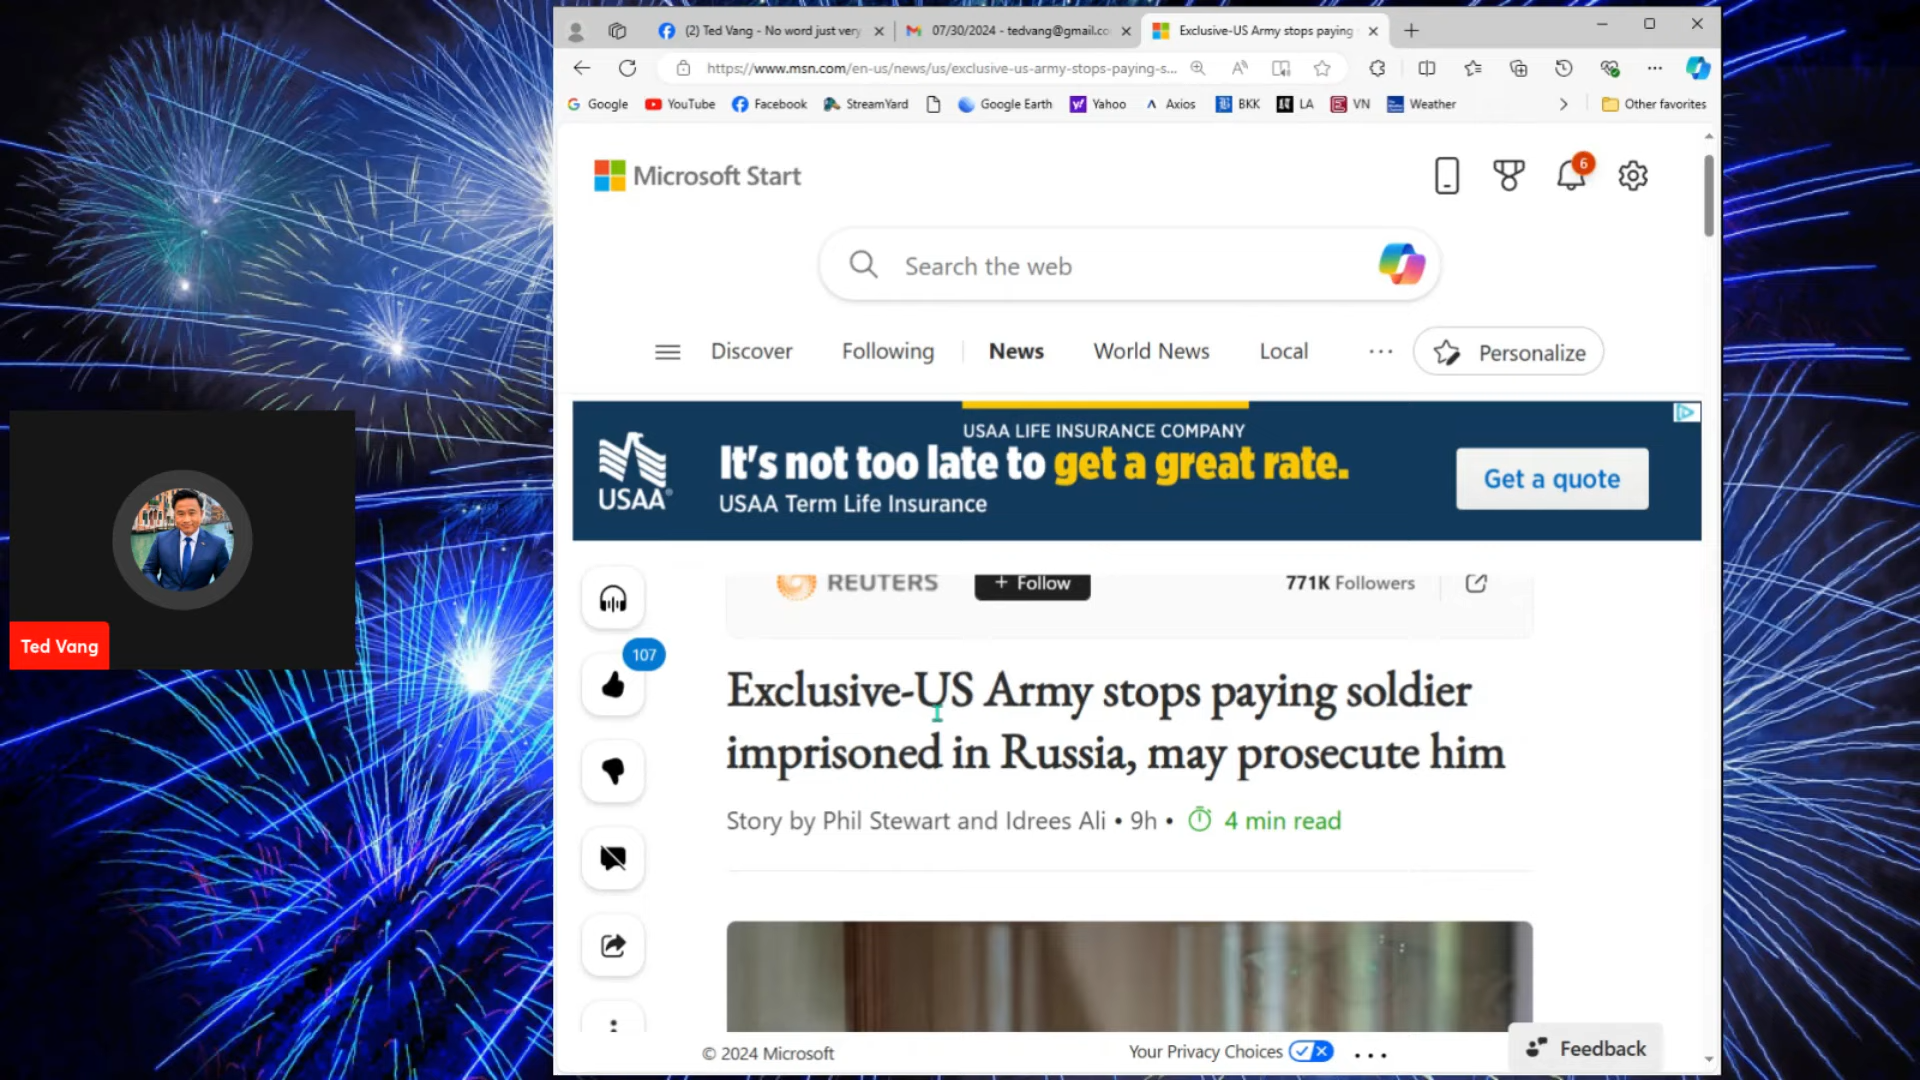 (2) Ted Vang - No word just very
07/30/2024 - tedvang@gmail.co
Exclusive-US Army stops paying
https://www.msn.com/en-us/news/us/exclusive-us-army-stops-paying-s...
Google
YouTube
Facebook
StreamYard
Google Earth
Yahoo
Axios
BKK
LA
VN
Weather
Other favorites
Microsoft Start
6
Search the web
Discover
Following
News
World News
Local
Personalize
USAA LIFE INSURANCE COMPANY
USAA
It's not too late to get a great rate.
USAA Term Life Insurance
Get a quote
REUTERS
+ Follow
771K Followers
107
Exclusive-US Army stops paying soldier
imprisoned in Russia, may prosecute him
Story by Phil Stewart and Idrees Ali • 9h •
4 min read
Ted Vang
© 2024 Microsoft
Your Privacy Choices
Feedback